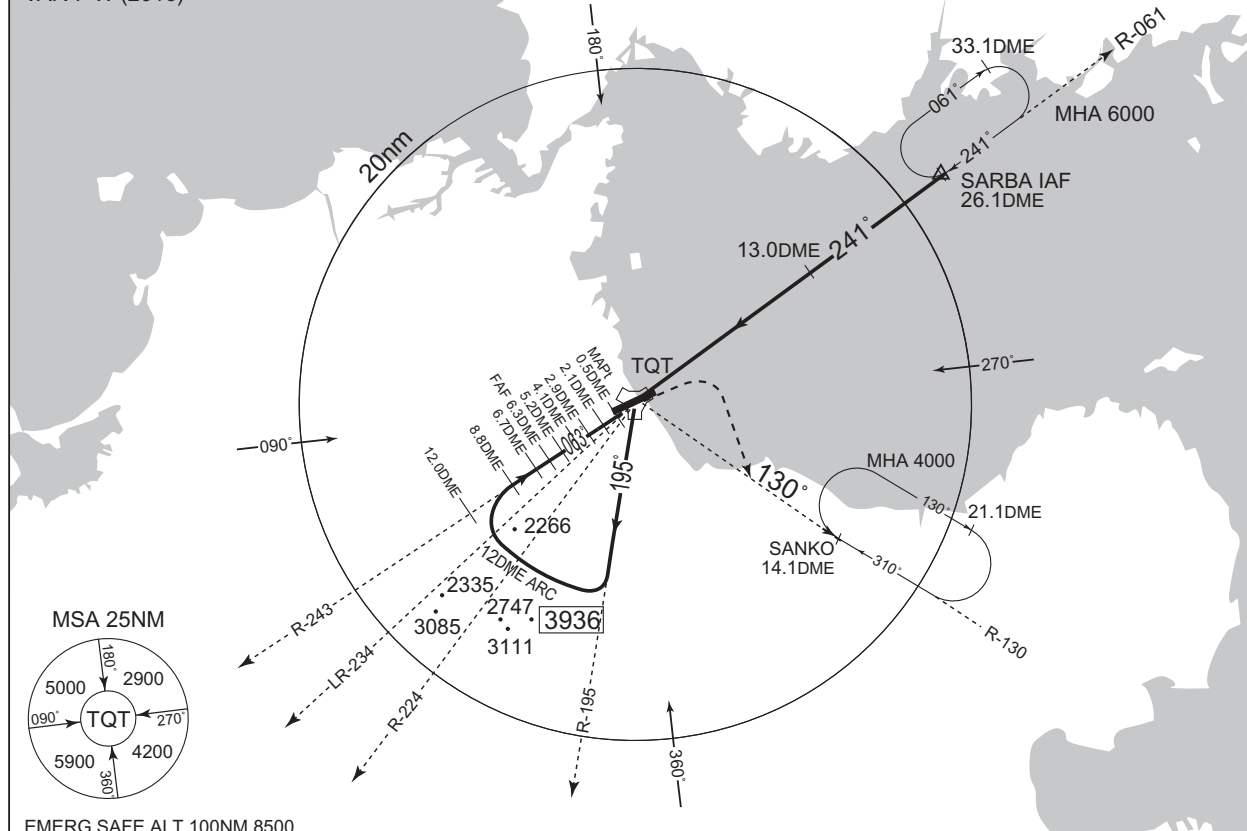 180°
33.1DME
R-061
061°
MHA 6000
20nm
241°
SARBA IAF
26.1DME
13.0DME
241°
TQT
270°
MAPt
0.5DME
2.1DME
2.9DME
4.1DME
5.2DME
FAF 6.3DME
6.7DME
8.8DME
12.0DME
063°
090°
195°
130°
MHA 4000
130°
21.1DME
SANKO
14.1DME
310°
2266
12DME ARC
2335
3085
2747
3936
3111
R-243
LR-234
R-224
R-195
R-130
360°
MSA 25NM
180°
5000
2900
090°
TQT
270°
5900
4200
360°
EMERG SAFE ALT 100NM 8500